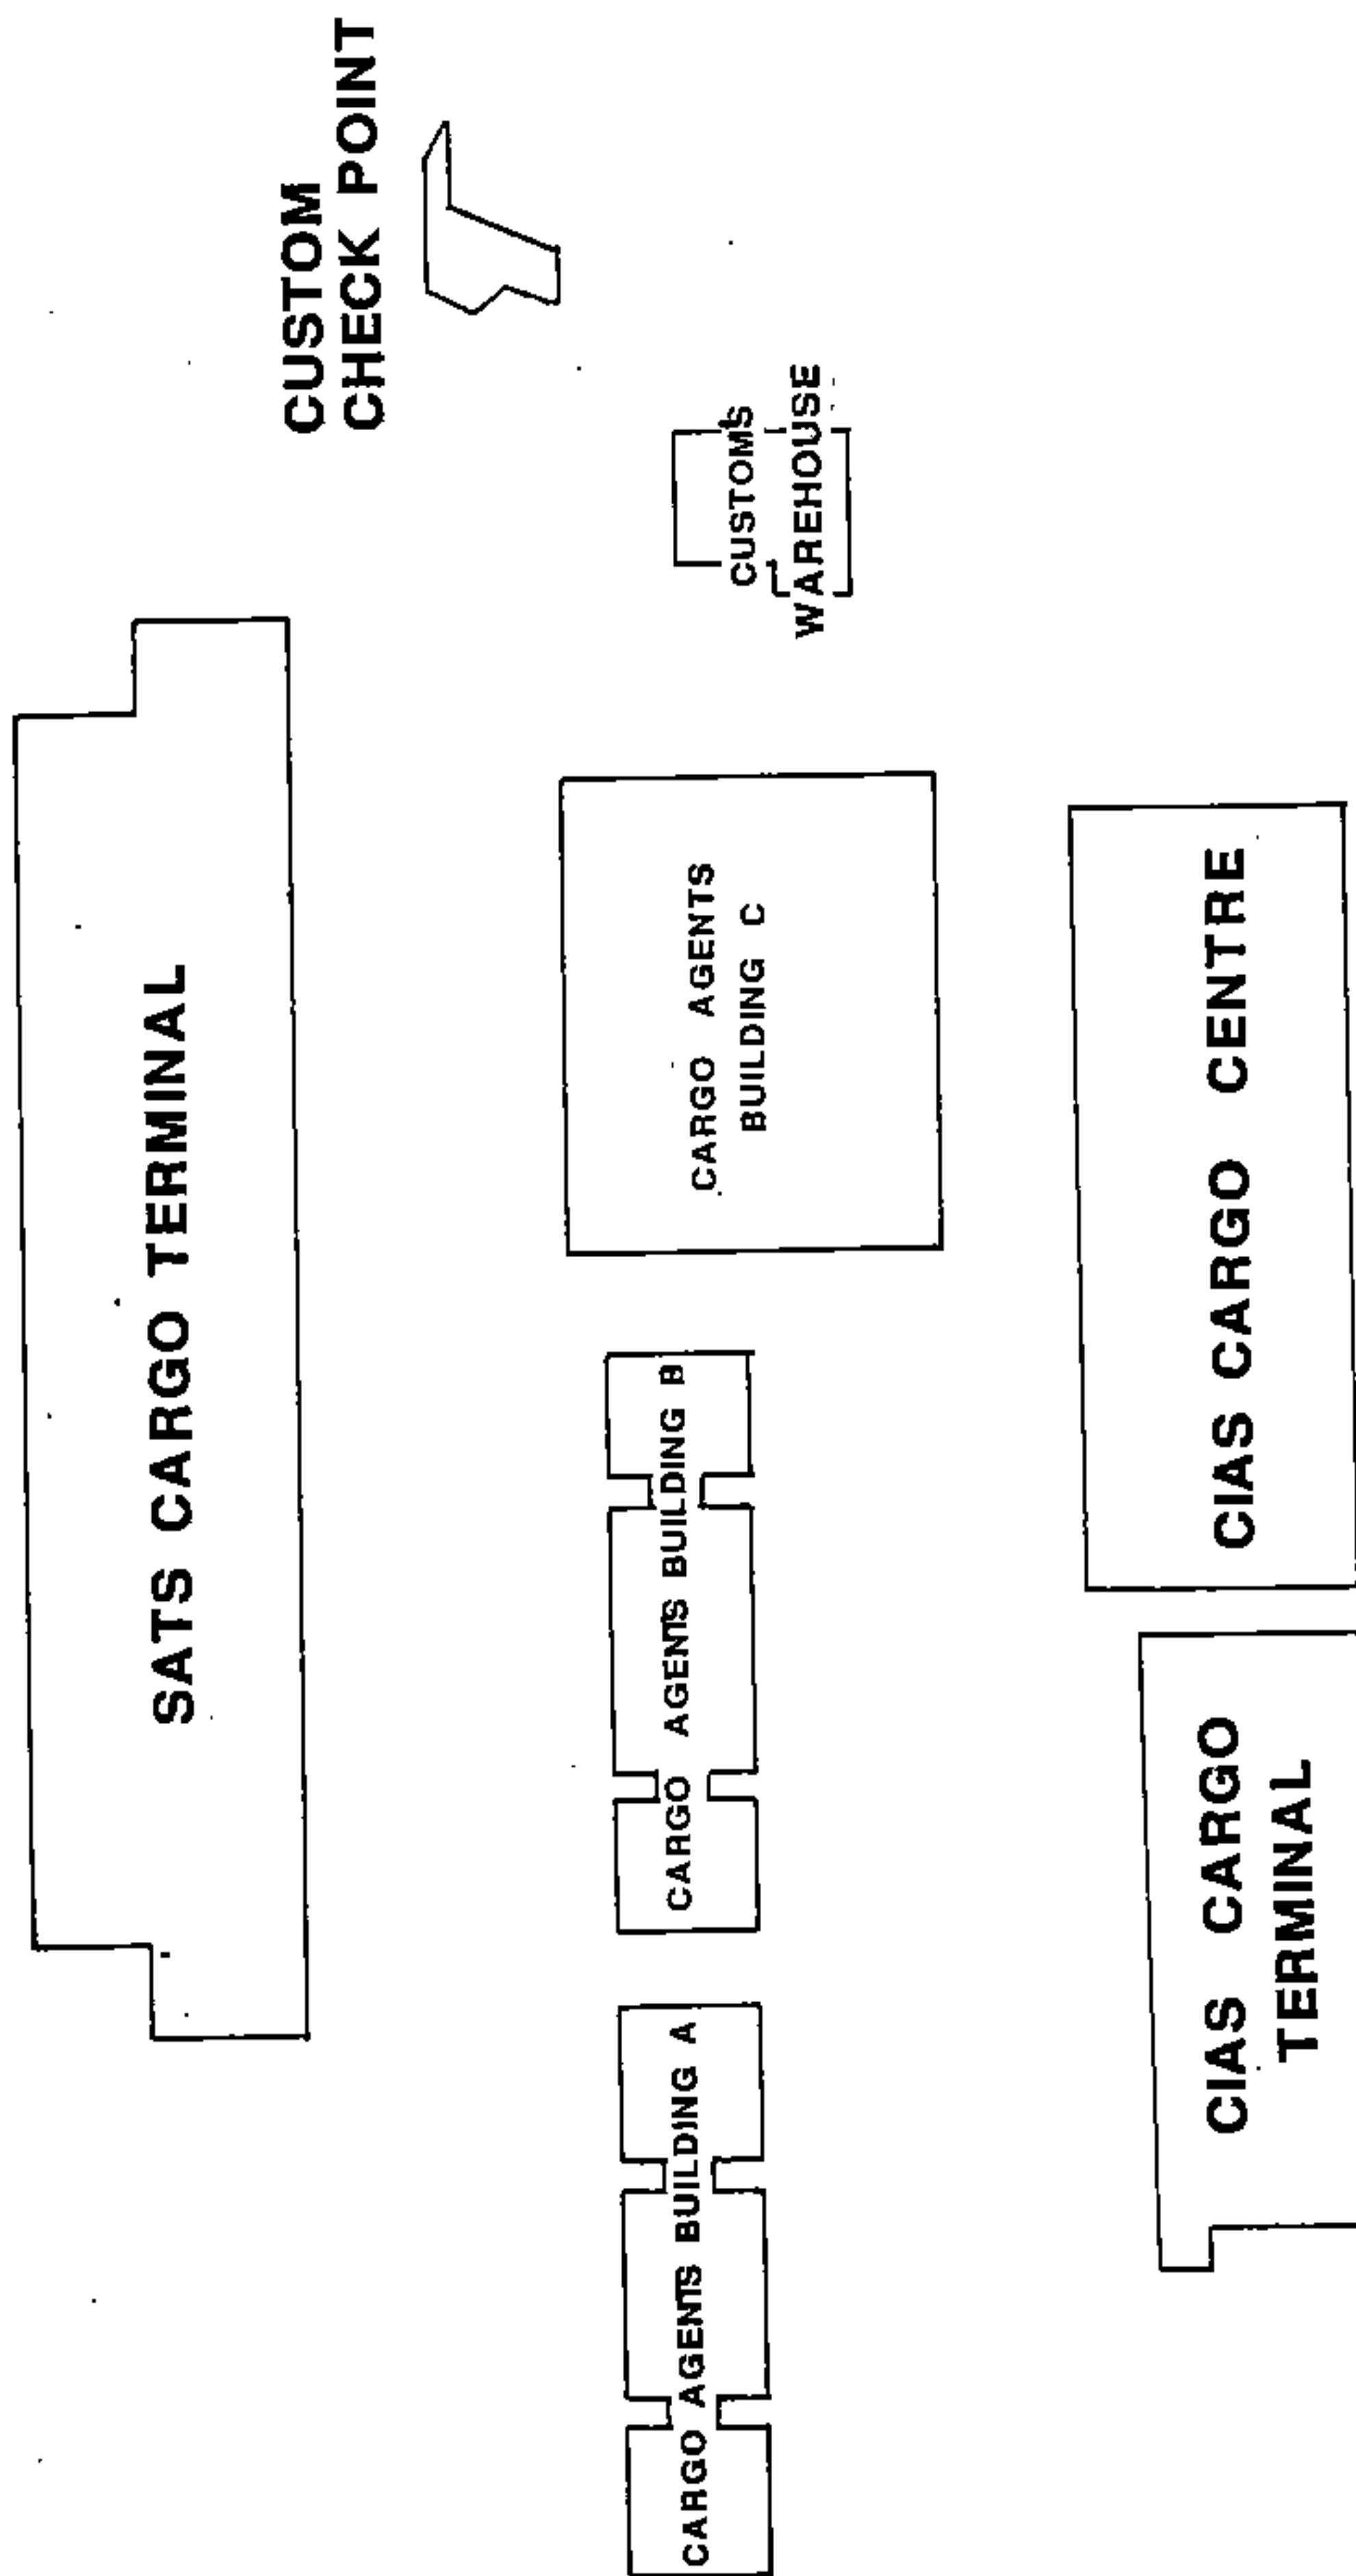 CUSTOM
CHECK POINT
SATS CARGO TERMINAL
CUSTOMS
WAREHOUSE
CARGO AGENTS
BUILDING C
CARGO AGENTS BUILDING B
CARGO AGENTS BUILDING A
CIAS CARGO CENTRE
CIAS CARGO
TERMINAL